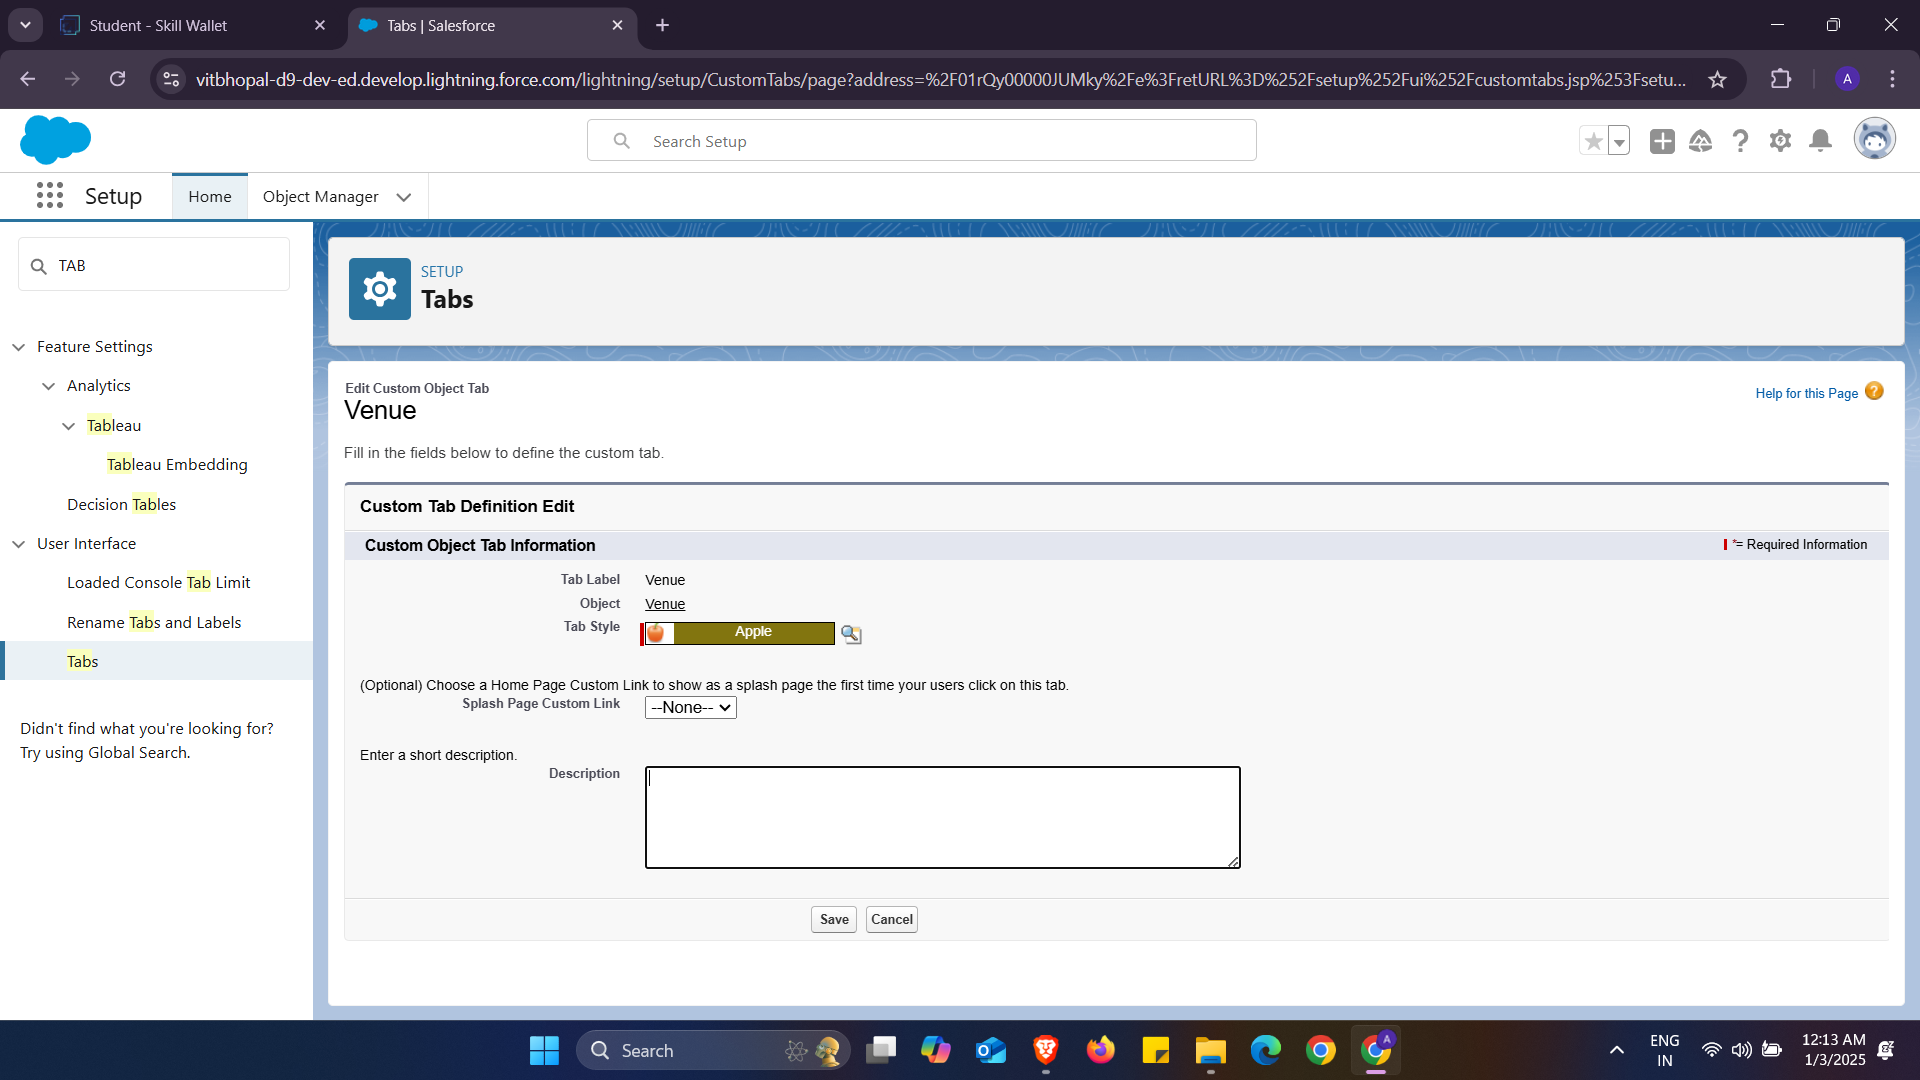 Student - Skill Wallet
Tabs | Salesforce
vitbhopal-d9-dev-ed.develop.lightning.force.com/lightning/setup/CustomTabs/page?address=%2F01rQy00000JUMky%2Fe%3FretURL%3D%252Fsetup%252Fui%252Fcustomtabs.jsp%253Fsetu...
A
Search Setup
Setup
Home
Object Manager
TAB
Feature Settings
Analytics
Tableau
Tableau Embedding
Decision Tables
User Interface
Loaded Console Tab Limit
Rename Tabs and Labels
Tabs
Didn't find what you're looking for?
Try using Global Search.
SETUP
Tabs
Edit Custom Object Tab
Venue
Help for this Page ?
Fill in the fields below to define the custom tab.
Custom Tab Definition Edit
Custom Object Tab Information
*= Required Information
Tab Label Venue
Object Venue
Tab Style Apple
(Optional) Choose a Home Page Custom Link to show as a splash page the first time your users click on this tab.
Splash Page Custom Link --None--
Enter a short description.
Description
Save Cancel
Search
A
ENG
IN
12:13 AM
1/3/2025